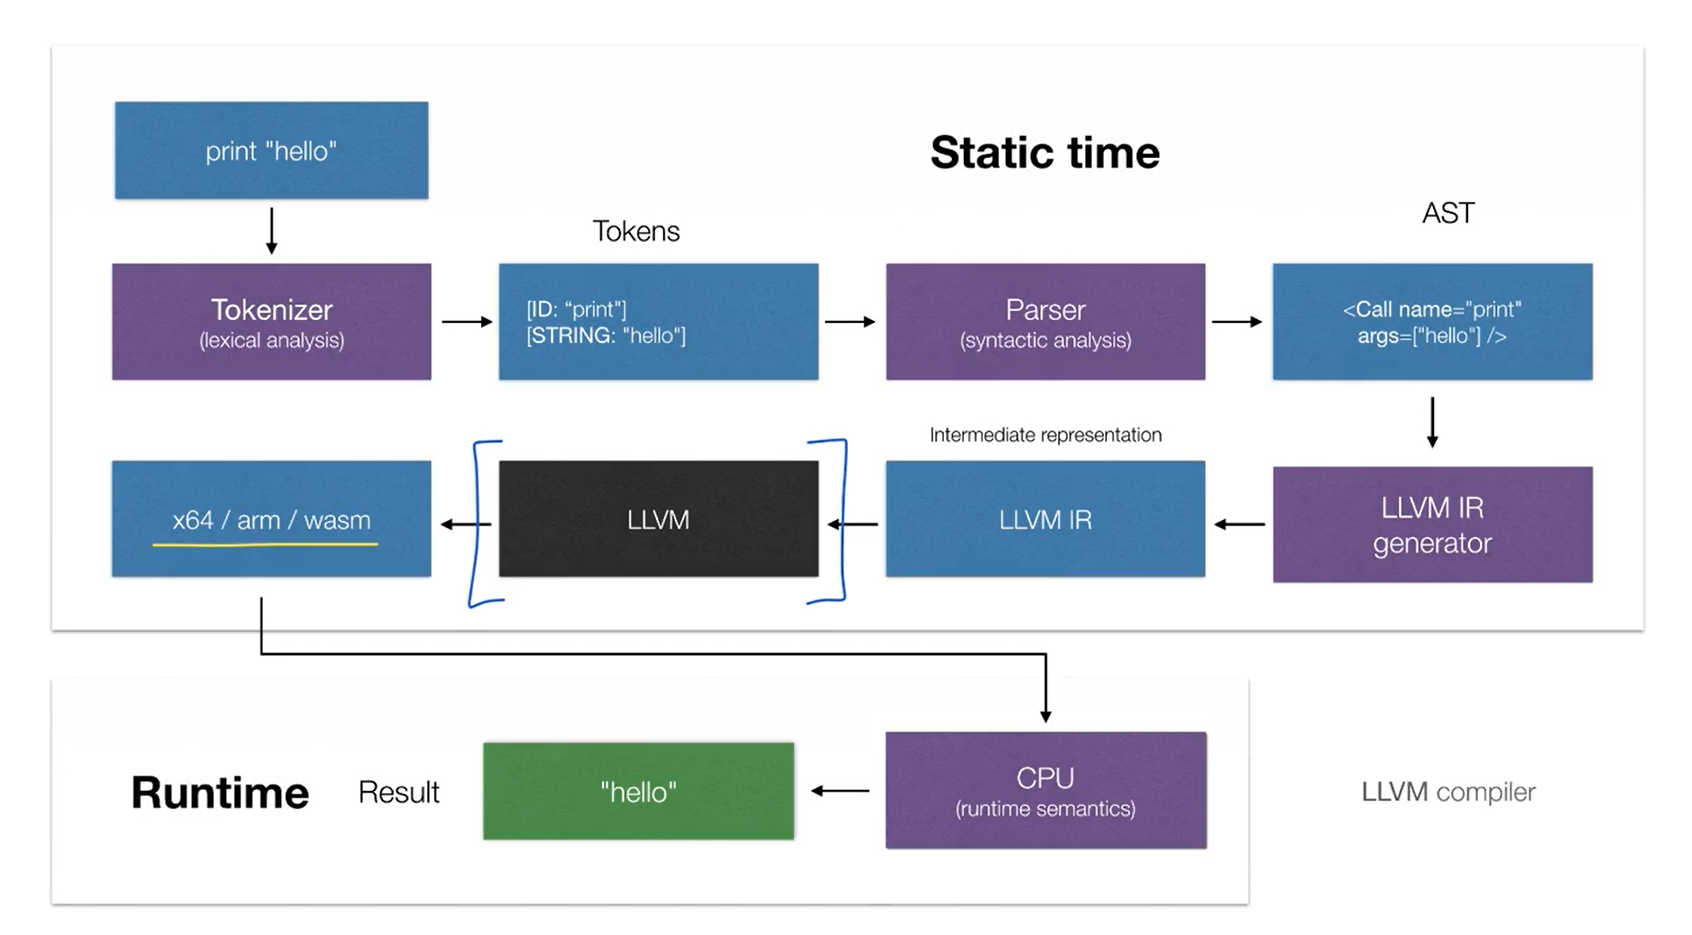 print "hello"
Static time
AST
Tokens
Tokenizer
(lexical analysis)
[ID: “print"]
[STRING: "hello"]
Parser
(syntactic analysis)
<Call name="print"
args=["hello"] />
Intermediate representation
x64 / arm / wasm
LLVM
LLVM IR
LLVM IR
generator
Runtime
Result
"hello"
CPU
(runtime semantics)
LLVM compiler